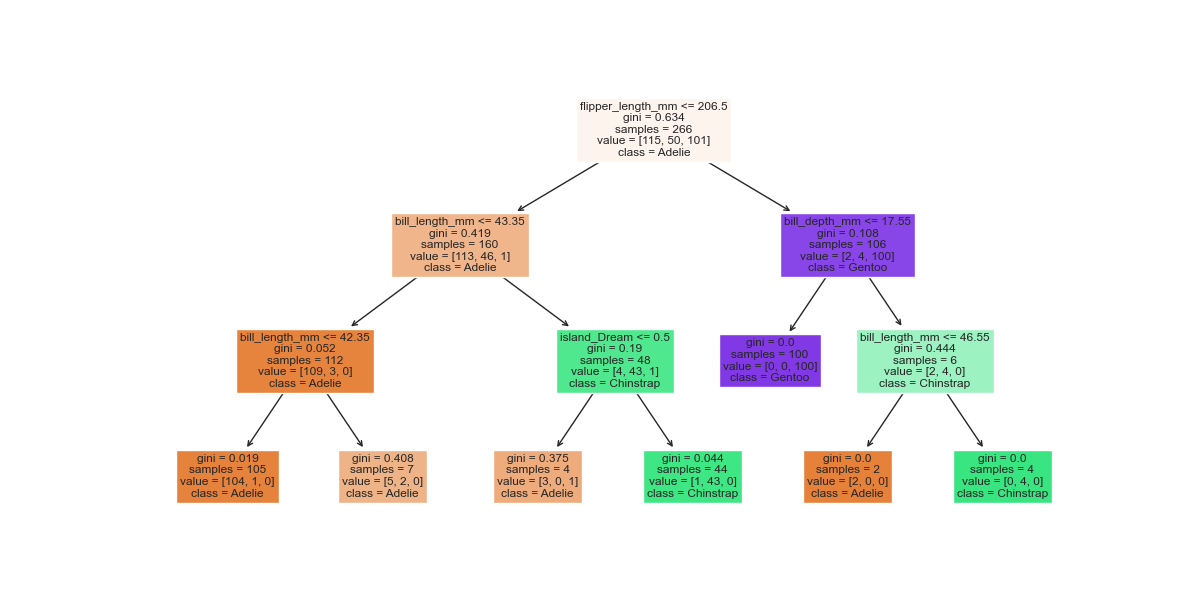 flipper_length_mm <= 206.5
gini = 0.634
samples = 266
value = [115, 50, 101]
class = Adelie
bill_length_mm <= 43.35
gini = 0.419
samples = 160
value = [113, 46, 1]
class = Adelie
bill_depth_mm <= 17.55
gini = 0.108
samples = 106
value = [2, 4, 100]
class = Gentoo
bill_length_mm <= 42.35
gini = 0.052
samples = 112
value = [109, 3, 0]
class = Adelie
island_Dream <= 0.5
gini = 0.19
samples = 48
value = [4, 43, 1]
class = Chinstrap
gini = 0.0
samples = 100
value = [0, 0, 100]
class = Gentoo
bill_length_mm <= 46.55
gini = 0.444
samples = 6
value = [2, 4, 0]
class = Chinstrap
gini = 0.019
samples = 105
value = [104, 1, 0]
class = Adelie
gini = 0.408
samples = 7
value = [5, 2, 0]
class = Adelie
gini = 0.375
samples = 4
value = [3, 0, 1]
class = Adelie
gini = 0.044
samples = 44
value = [1, 43, 0]
class = Chinstrap
gini = 0.0
samples = 2
value = [2, 0, 0]
class = Adelie
gini = 0.0
samples = 4
value = [0, 4, 0]
class = Chinstrap